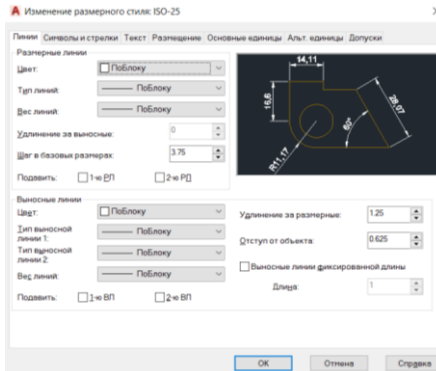 Изменение размерного стиля: ISO-25
Линии Символы и стрелки Текст Размещение Основные единицы Альт. единицы Допуски
Размерные линии
Цвет: ПоБлоку
Тип линий: ПоБлоку
Вес линий: ПоБлоку
Удлинение за выносные: 0
Шаг в базовых размерах: 3.75
Подавить: 1-ю РЛ 2-ю РЛ
14,11
16,6
28,07
60°
R11,17
Выносные линии
Цвет: ПоБлоку
Тип выносной линии 1: ПоБлоку
Тип выносной линии 2: ПоБлоку
Вес линий: ПоБлоку
Подавить: 1-ю ВЛ 2-ю ВЛ
Удлинение за размерные: 1.25
Отступ от объекта: 0.625
Выносные линии фиксированной длины
Длина: 1
ОК Отмена Справка